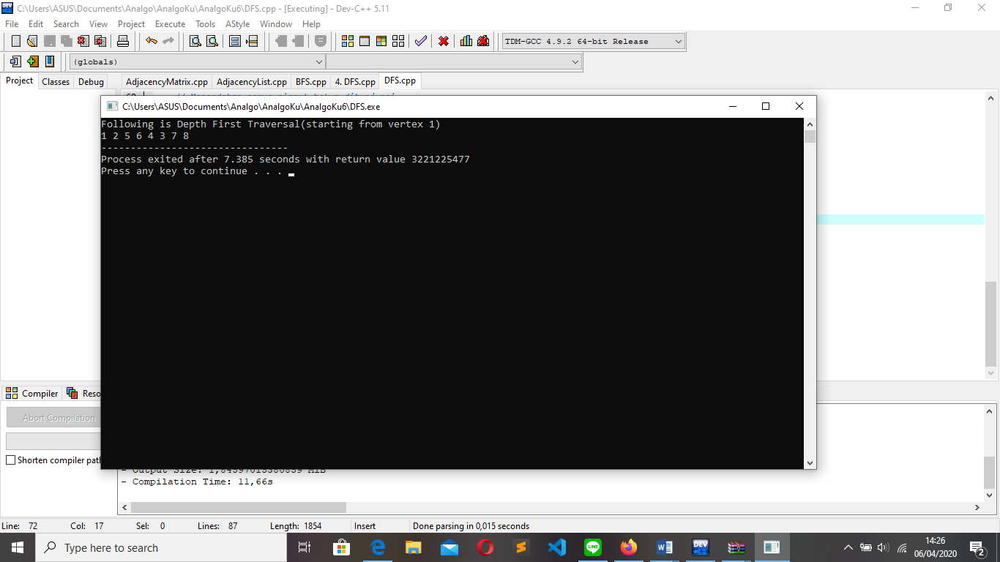 C:\Users\ASUS\Documents\Analgo\AnalgoKu\AnalgoKu6\DFS.cpp - [Executing] - Dev-C++ 5.11
File Edit Search View Project Execute Tools AStyle Window Help
TDM-GCC 4.9.2 64-bit Release
(globals)
Project Classes Debug
AdjacencyMatrix.cpp AdjacencyList.cpp BFS.cpp 4. DFS.cpp DFS.cpp
C:\Users\ASUS\Documents\Analgo\AnalgoKu\AnalgoKu6\DFS.exe
Following is Depth First Traversal(starting from vertex 1)
1 2 5 6 4 3 7 8
--------------------------------
Process exited after 7.385 seconds with return value 3221225477
Press any key to continue . . .
Compiler Reso
Abort Compilation
Shorten compiler path
- Output Size: 1,84597015380859 MiB
- Compilation Time: 11,66s
Line: 72 Col: 17 Sel: 0 Lines: 87 Length: 1854 Insert Done parsing in 0,015 seconds
Type here to search
DEV
LINE
14:26
06/04/2020
2